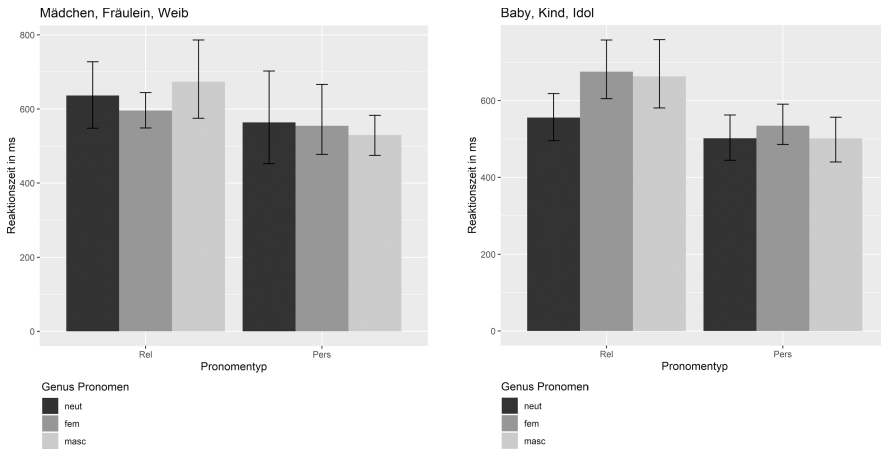 Mädchen, Fräulein, Weib
800
600
400
200
0
Reaktionszeit in ms
Rel
Pers
Pronomentyp
Genus Pronomen
neut
fem
masc
Baby, Kind, Idol
600
400
200
0
Reaktionszeit in ms
Rel
Pers
Pronomentyp
Genus Pronomen
neut
fem
masc